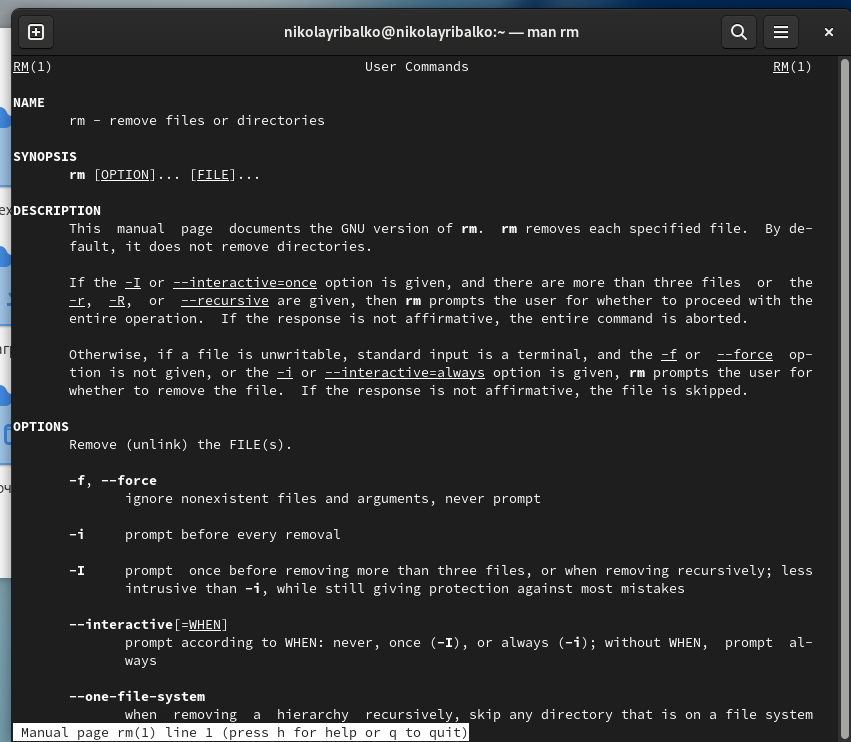 nikolayribalko@nikolayribalko:~ — man rm
RM(1) User Commands RM(1)
NAME
rm - remove files or directories
SYNOPSIS
rm [OPTION]... [FILE]...
DESCRIPTION
This manual page documents the GNU version of rm. rm removes each specified file. By de-
fault, it does not remove directories.
If the -I or --interactive=once option is given, and there are more than three files or the
-r, -R, or --recursive are given, then rm prompts the user for whether to proceed with the
entire operation. If the response is not affirmative, the entire command is aborted.
Otherwise, if a file is unwritable, standard input is a terminal, and the -f or --force op-
tion is not given, or the -i or --interactive=always option is given, rm prompts the user for
whether to remove the file. If the response is not affirmative, the file is skipped.
OPTIONS
Remove (unlink) the FILE(s).
-f, --force
ignore nonexistent files and arguments, never prompt
-i prompt before every removal
-I prompt once before removing more than three files, or when removing recursively; less
intrusive than -i, while still giving protection against most mistakes
--interactive[=WHEN]
prompt according to WHEN: never, once (-I), or always (-i); without WHEN, prompt al-
ways
--one-file-system
when removing a hierarchy recursively, skip any directory that is on a file system
Manual page rm(1) line 1 (press h for help or q to quit)